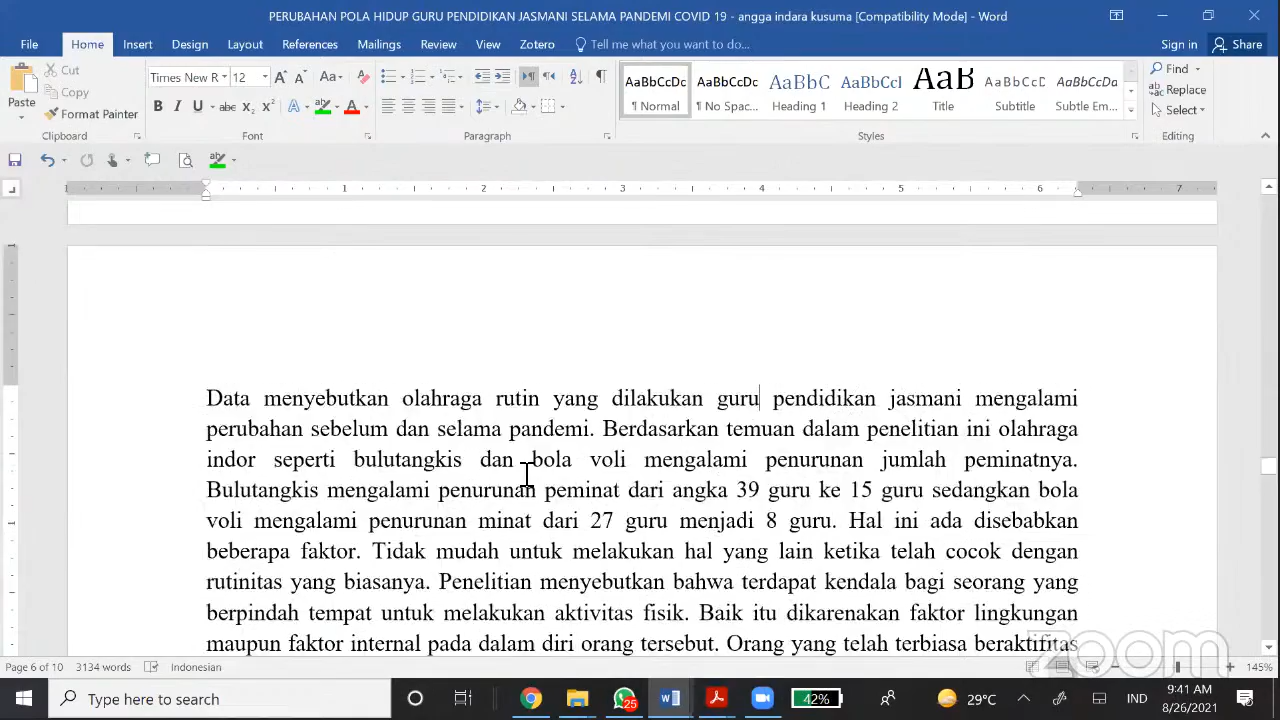 PERUBAHAN POLA HIDUP GURU PENDIDIKAN JASMANI SELAMA PANDEMI COVID 19 - angga indara kusuma [Compatibility Mode] - Word
File Home Insert Design Layout References Mailings Review View Zotero Tell me what you want to do... Sign in Share
Cut
Copy
Paste
Format Painter
Times New R 12
AaBbCcDc AaBbCcDc AaBbC AaBbCcI AaB AaBbCcD AaBbCcDa
¶ Normal ¶ No Spac... Heading 1 Heading 2 Title Subtitle Subtle Em...
Find
Replace
Select
Clipboard Font Paragraph Styles Editing
1 2 3 4 5 6 7
Data menyebutkan olahraga rutin yang dilakukan guru pendidikan jasmani mengalami
perubahan sebelum dan selama pandemi. Berdasarkan temuan dalam penelitian ini olahraga
indor seperti bulutangkis dan bola voli mengalami penurunan jumlah peminatnya.
Bulutangkis mengalami penurunan peminat dari angka 39 guru ke 15 guru sedangkan bola
voli mengalami penurunan minat dari 27 guru menjadi 8 guru. Hal ini ada disebabkan
beberapa faktor. Tidak mudah untuk melakukan hal yang lain ketika telah cocok dengan
rutinitas yang biasanya. Penelitian menyebutkan bahwa terdapat kendala bagi seorang yang
berpindah tempat untuk melakukan aktivitas fisik. Baik itu dikarenakan faktor lingkungan
maupun faktor internal pada dalam diri orang tersebut. Orang yang telah terbiasa beraktifitas
zoom
Page 6 of 10 3134 words Indonesian 145%
Type here to search 25 42% 29°C IND 9:41 AM
8/26/2021